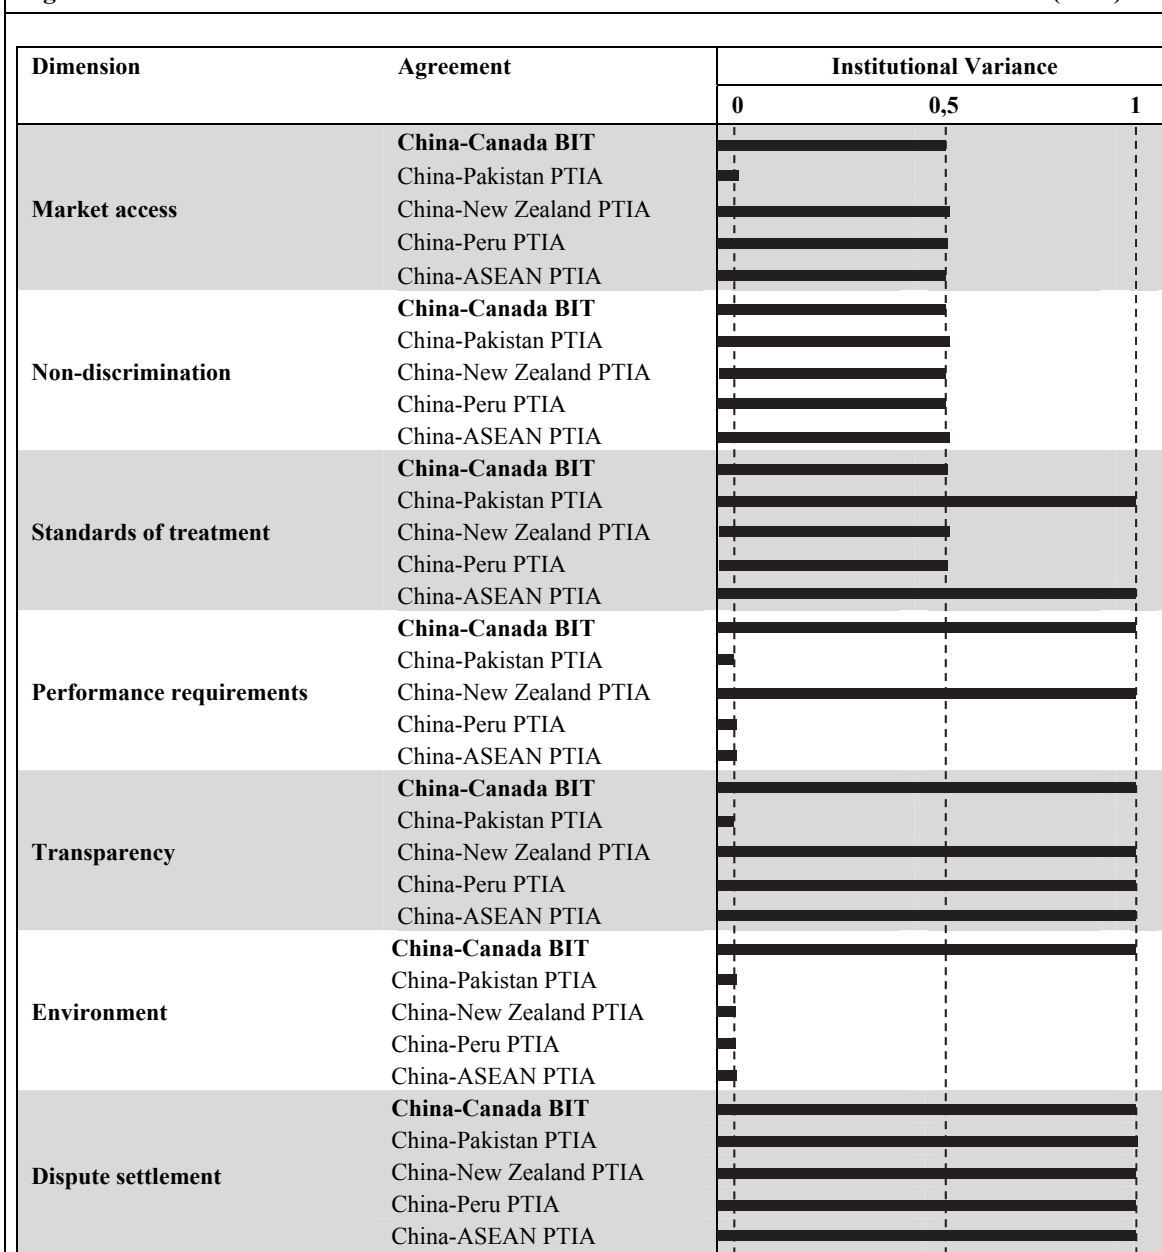 Dimension Agreement Institutional Variance
0 0,5 1
China-Canada BIT
China-Pakistan PTIA
Market access China-New Zealand PTIA
China-Peru PTIA
China-ASEAN PTIA
China-Canada BIT
China-Pakistan PTIA
Non-discrimination China-New Zealand PTIA
China-Peru PTIA
China-ASEAN PTIA
China-Canada BIT
China-Pakistan PTIA
Standards of treatment China-New Zealand PTIA
China-Peru PTIA
China-ASEAN PTIA
China-Canada BIT
China-Pakistan PTIA
Performance requirements China-New Zealand PTIA
China-Peru PTIA
China-ASEAN PTIA
China-Canada BIT
China-Pakistan PTIA
Transparency China-New Zealand PTIA
China-Peru PTIA
China-ASEAN PTIA
China-Canada BIT
China-Pakistan PTIA
Environment China-New Zealand PTIA
China-Peru PTIA
China-ASEAN PTIA
China-Canada BIT
China-Pakistan PTIA
Dispute settlement China-New Zealand PTIA
China-Peru PTIA
China-ASEAN PTIA